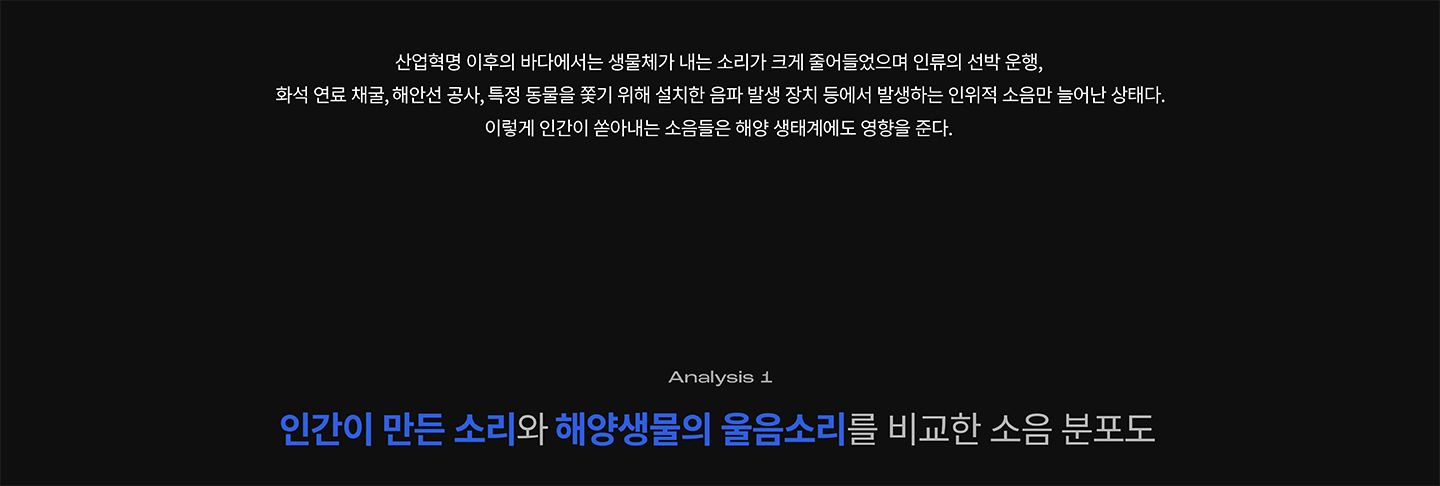 산업혁명 이후의 바다에서는 생물체가 내는 소리가 크게 줄어들었으며 인류의 선박 운행,
화석 연료 채굴, 해안선 공사, 특정 동물을 쫓기 위해 설치한 음파 발생 장치 등에서 발생하는 인위적 소음만 늘어난 상태다.
이렇게 인간이 쏟아내는 소음들은 해양 생태계에도 영향을 준다.
Analysis 1
인간이 만든 소리와 해양생물의 울음소리를 비교한 소음 분포도